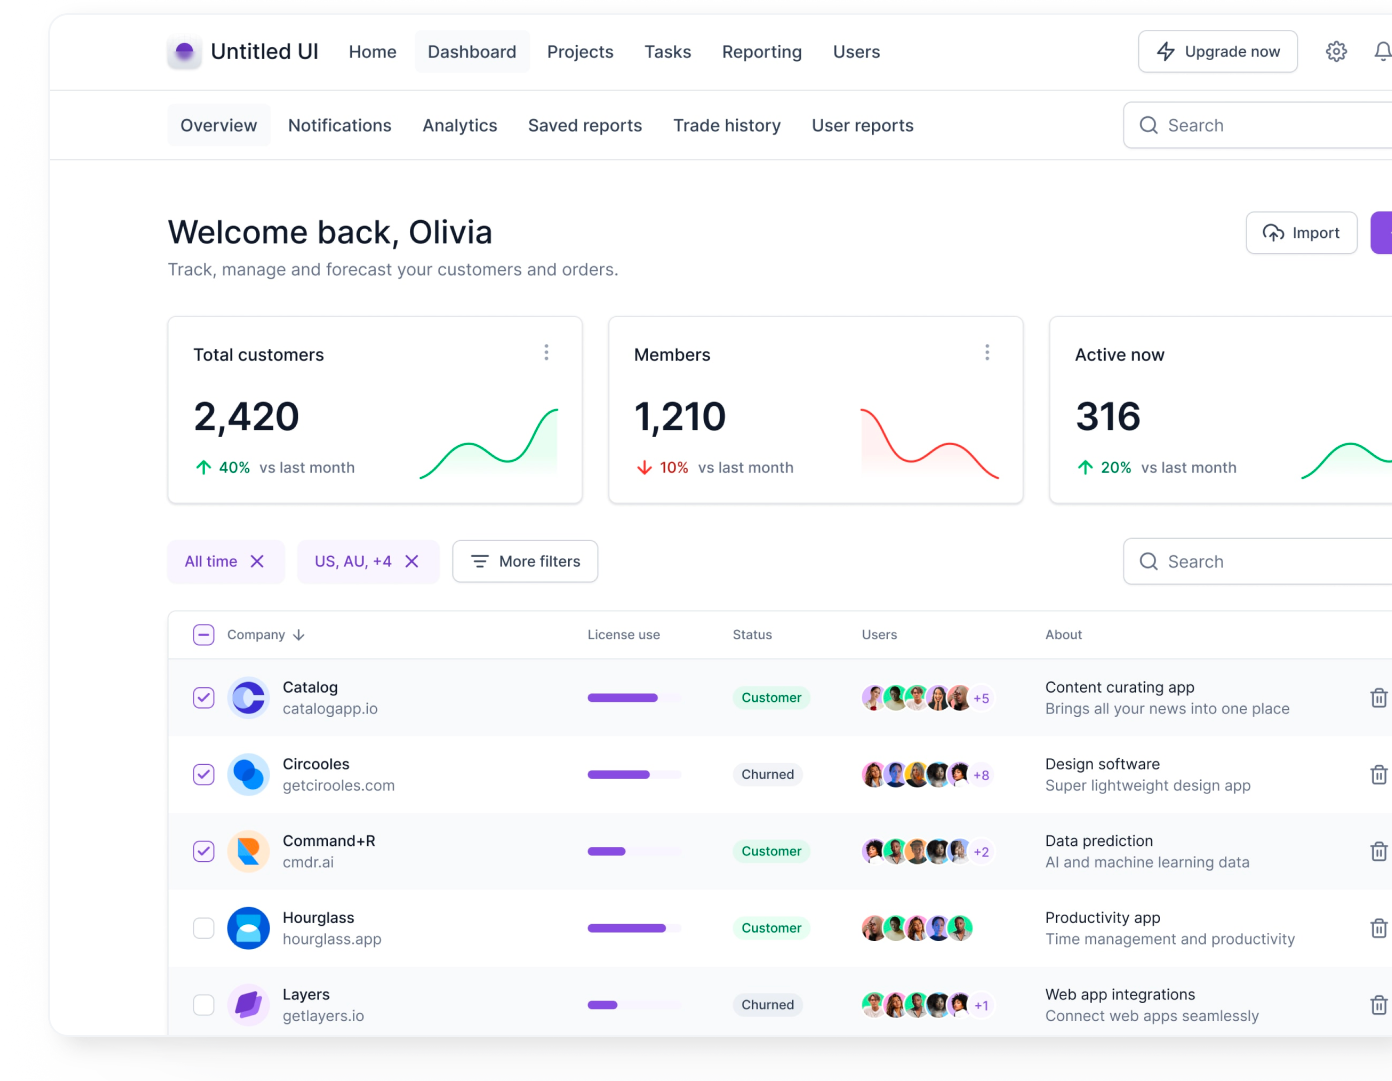 Untitled UI Home Dashboard Projects Tasks Reporting Users Upgrade now
Overview Notifications Analytics Saved reports Trade history User reports Search
Welcome back, Olivia Import
Track, manage and forecast your customers and orders.
Total customers Members Active now
2,420 1,210 316
40% vs last month 10% vs last month 20% vs last month
All time US, AU, +4 More filters Search
Company License use Status Users About
Catalog Content curating app
Customer +5
catalogapp.io Brings all your news into one place
Circooles Design software
Churned +8
getcirooles.com Super lightweight design app
Command+R Data prediction
Customer +2
cmdr.ai AI and machine learning data
Hourglass Productivity app
Customer
hourglass.app Time management and productivity
Layers Web app integrations
Churned +1
getlayers.io Connect web apps seamlessly